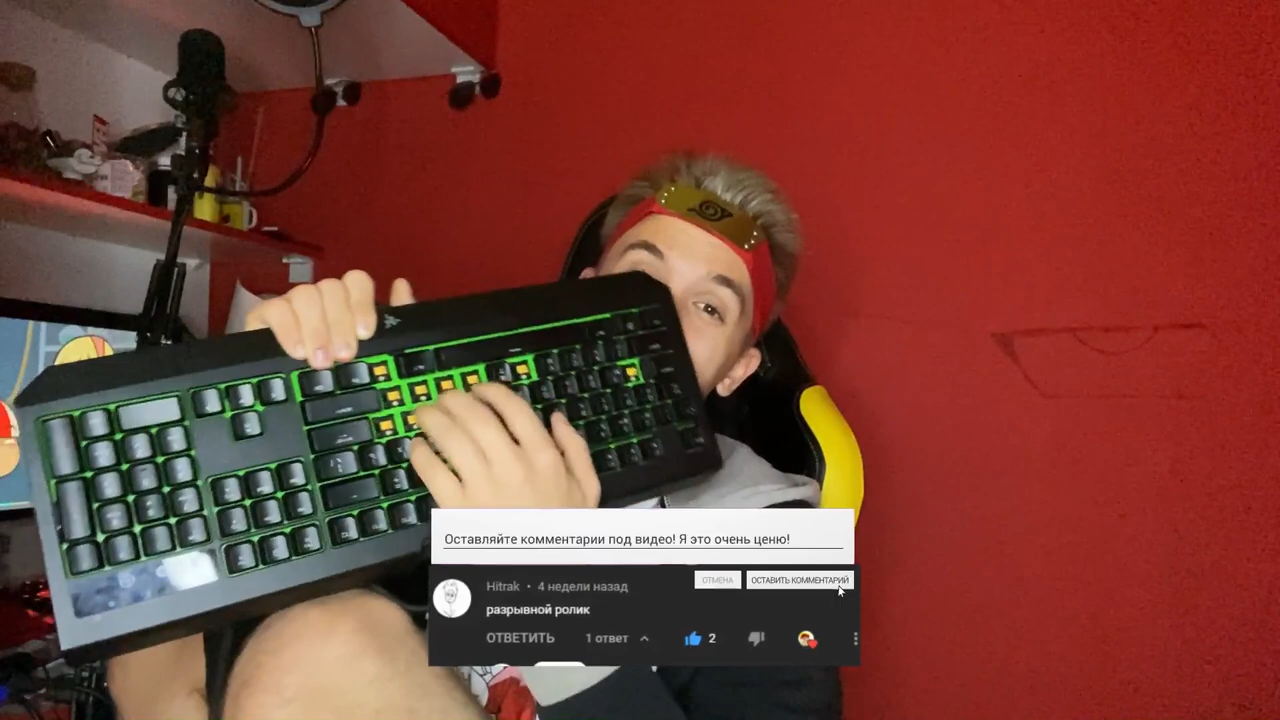 Оставляйте комментарии под видео! Я это очень ценю!
ОТМЕНА
ОСТАВИТЬ КОММЕНТАРИЙ
Hitrak • 4 недели назад
разрывной ролик
ОТВЕТИТЬ
1 ответ
2